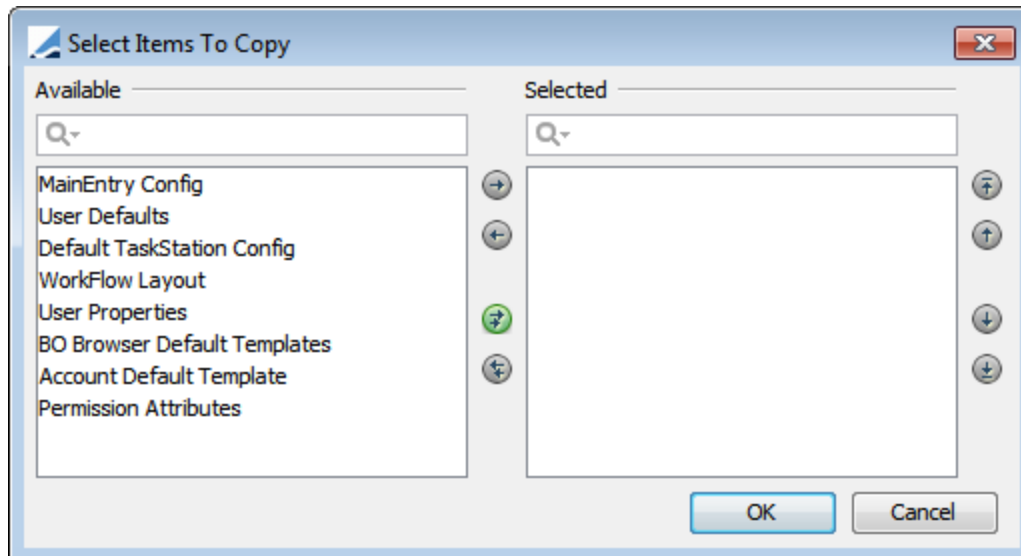 Select Items To Copy
Available
Selected
MainEntry Config
User Defaults
Default TaskStation Config
WorkFlow Layout
User Properties
BO Browser Default Templates
Account Default Template
Permission Attributes
OK
Cancel